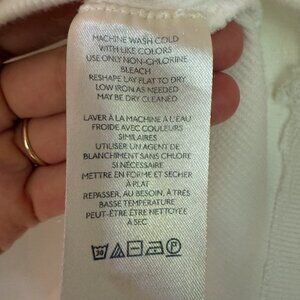 MACHINE WASH COLD
WITH LIKE COLORS
USE ONLY NON-CHLORINE
BLEACH
RESHAPE LAY FLAT TO DRY
LOW IRON AS NEEDED
MAY BE DRY CLEANED
LAVER À LA MACHINE À L'EAU
FROIDE AVEC COULEURS
SIMILAIRES
UTILISER UN AGENT DE
BLANCHIMENT SANS CHLORE
SI NÉCESSAIRE
METTRE EN FORME ET SÉCHER
À PLAT
REPASSER, AU BESOIN, À TRÈS
BASSE TEMPÉRATURE
PEUT-ÊTRE ÊTRE NETTOYÉE
À SEC
30 P